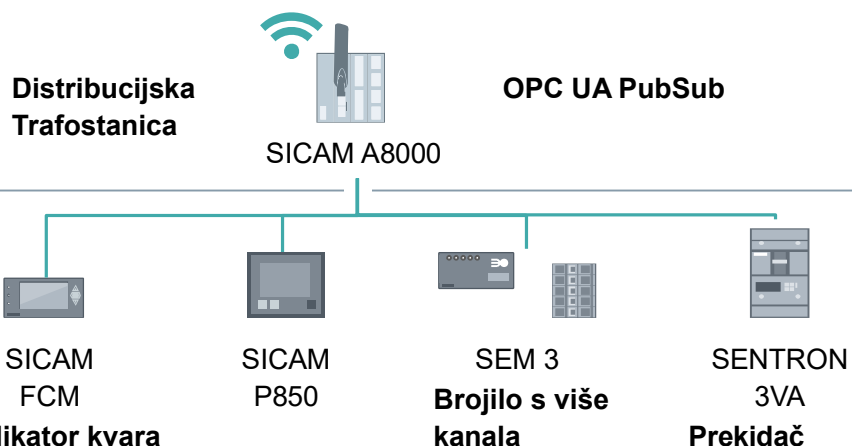 Distribucijska
Trafostanica
OPC UA PubSub
SICAM A8000
SICAM
FCM
SICAM
P850
SEM 3
Brojilo s više
kanala
SENTRON
3VA
kvara
Prekidač